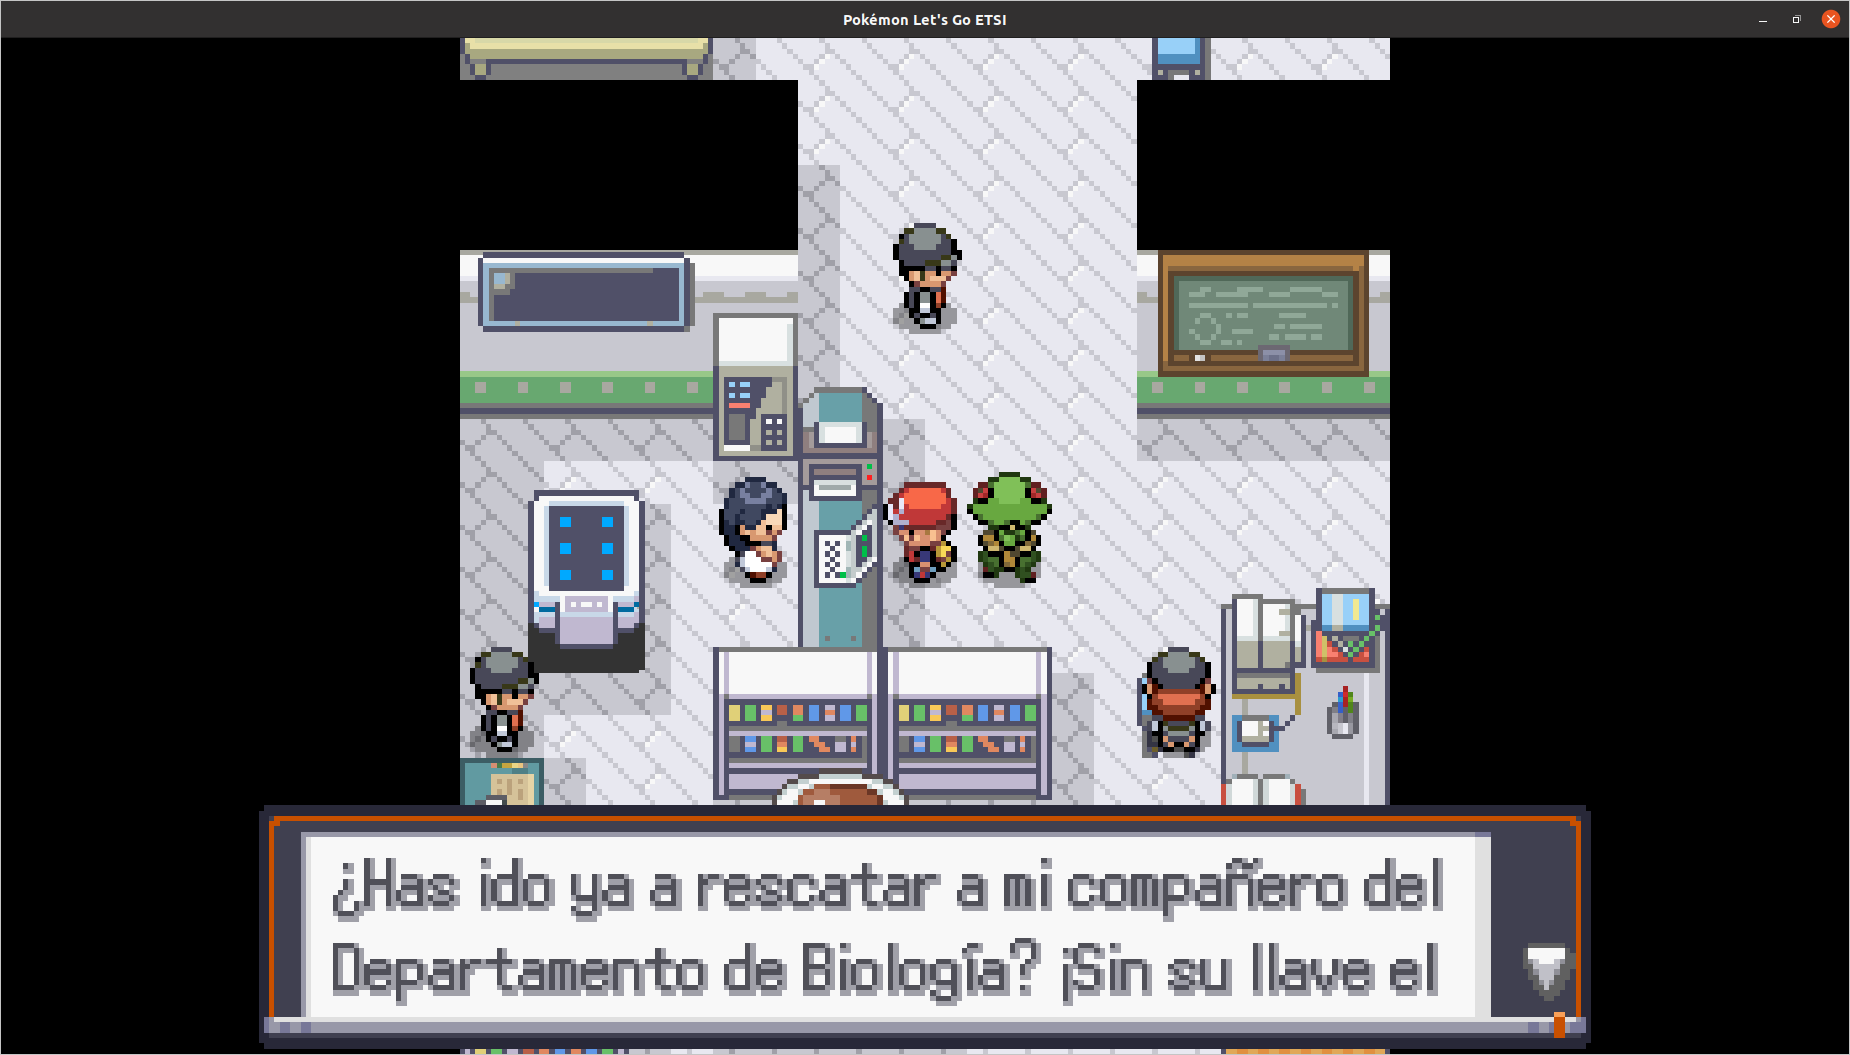 Pokémon Let's Go ETSI
¿Has ido ya a rescatar a mi compañero del
Departamento de Biología? ¡Sin su llave el